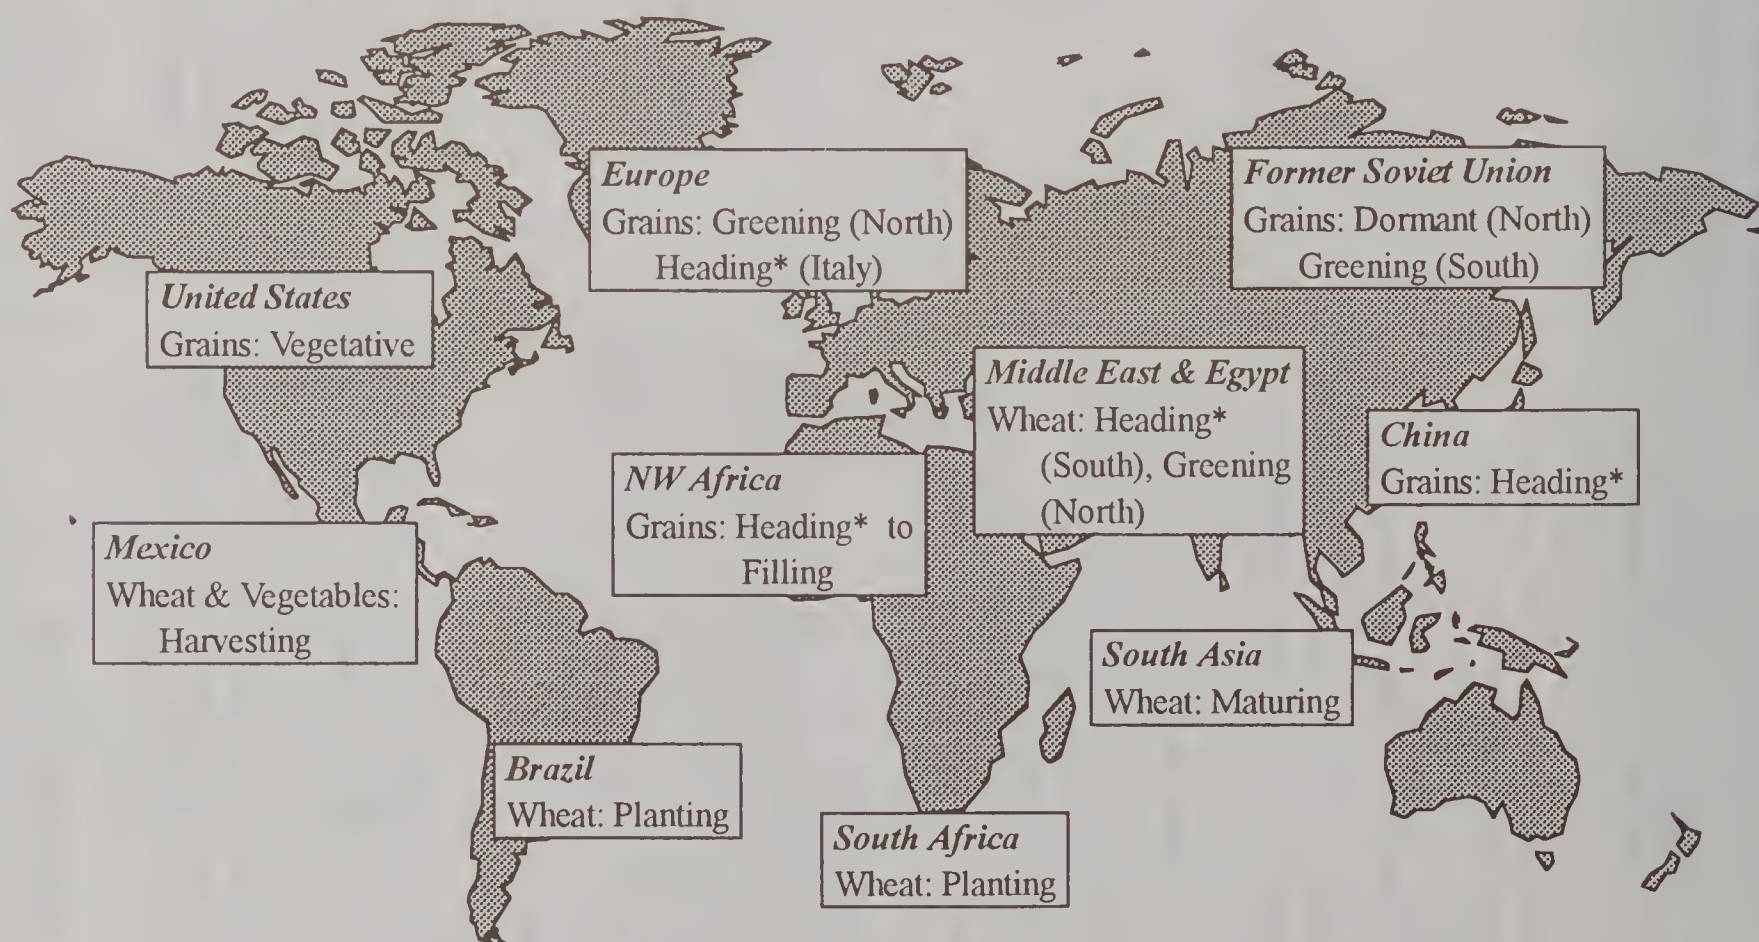 Europe
Grains: Greening (North)
Heading* (Italy)
Former Soviet Union
Grains: Dormant (North)
Greening (South)
United States
Grains: Vegetative
Middle East & Egypt
Wheat: Heading*
(South), Greening
(North)
China
Grains: Heading*
NW Africa
Grains: Heading* to
Filling
Mexico
Wheat & Vegetables:
Harvesting
South Asia
Wheat: Maturing
Brazil
Wheat: Planting
South Africa
Wheat: Planting